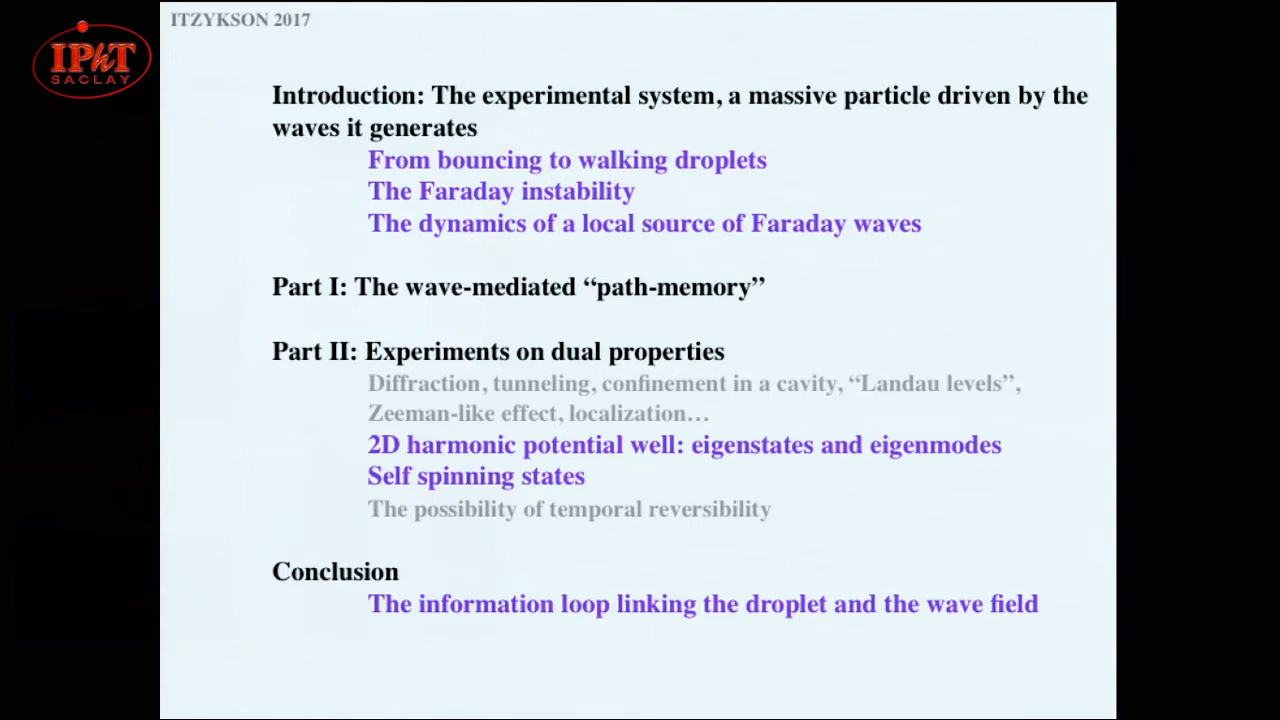 ITZYKSON 2017
IPhT
SACLAY
Introduction: The experimental system, a massive particle driven by the
waves it generates
From bouncing to walking droplets
The Faraday instability
The dynamics of a local source of Faraday waves
Part I: The wave-mediated “path-memory”
Part II: Experiments on dual properties
Diffraction, tunneling, confinement in a cavity, “Landau levels”,
Zeeman-like effect, localization…
2D harmonic potential well: eigenstates and eigenmodes
Self spinning states
The possibility of temporal reversibility
Conclusion
The information loop linking the droplet and the wave field